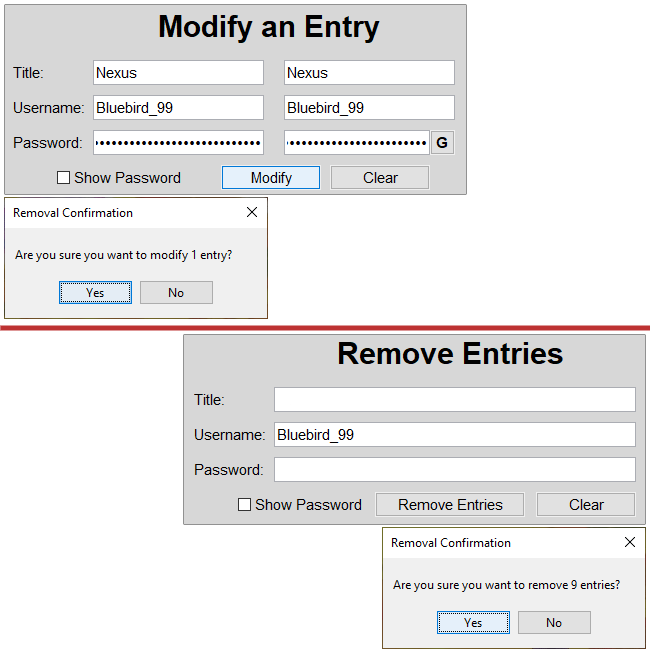 Modify an Entry
Title: Nexus Nexus
Username: Bluebird_99 Bluebird_99
Password: •••••••••••••••••••••••••••• •••••••••••••••••••••••• G
Show Password Modify Clear
Removal Confirmation
Are you sure you want to modify 1 entry?
Yes No
Remove Entries
Title:
Username: Bluebird_99
Password:
Show Password Remove Entries Clear
Removal Confirmation
Are you sure you want to remove 9 entries?
Yes No